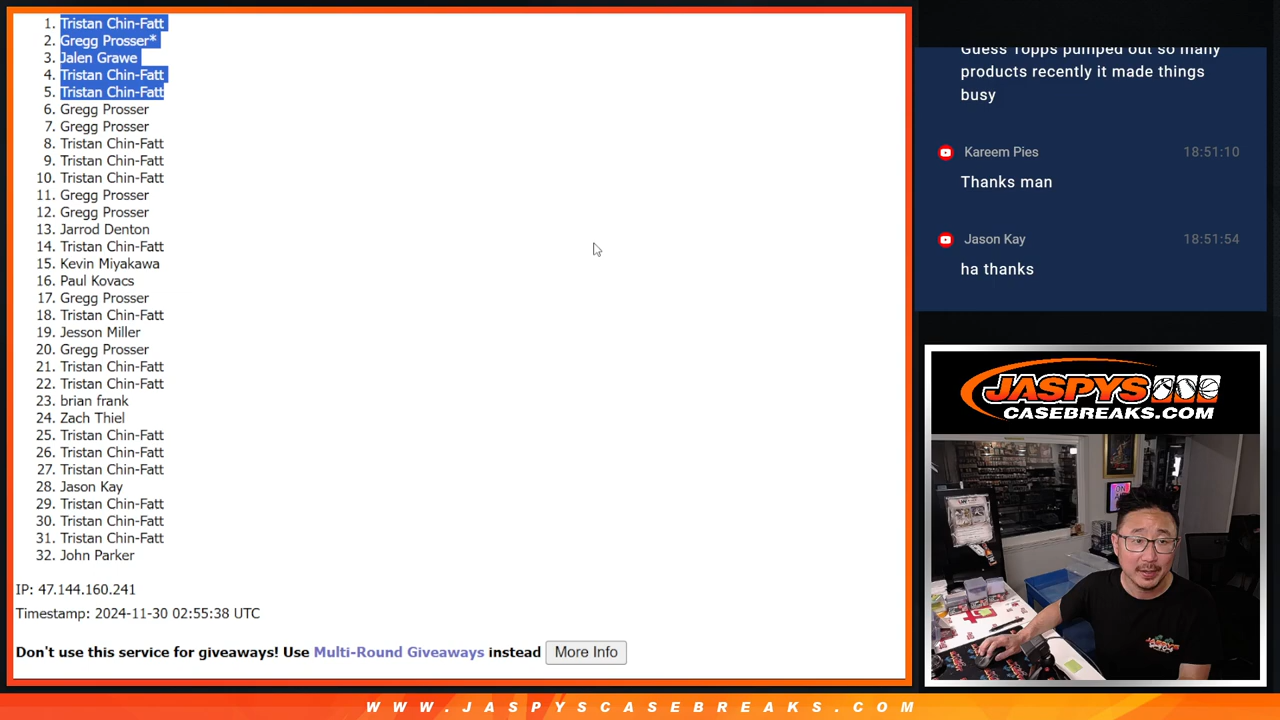 1. Tristan Chin-Fatt
2. Gregg Prosser*
3. Jalen Grawe
4. Tristan Chin-Fatt
5. Tristan Chin-Fatt
6. Gregg Prosser
7. Gregg Prosser
8. Tristan Chin-Fatt
9. Tristan Chin-Fatt
10. Tristan Chin-Fatt
11. Gregg Prosser
12. Gregg Prosser
13. Jarrod Denton
14. Tristan Chin-Fatt
15. Kevin Miyakawa
16. Paul Kovacs
17. Gregg Prosser
18. Tristan Chin-Fatt
19. Jesson Miller
20. Gregg Prosser
21. Tristan Chin-Fatt
22. Tristan Chin-Fatt
23. brian frank
24. Zach Thiel
25. Tristan Chin-Fatt
26. Tristan Chin-Fatt
27. Tristan Chin-Fatt
28. Jason Kay
29. Tristan Chin-Fatt
30. Tristan Chin-Fatt
31. Tristan Chin-Fatt
32. John Parker
IP: 47.144.160.241
Timestamp: 2024-11-30 02:55:38 UTC
Don't use this service for giveaways! Use Multi-Round Giveaways instead More Info
Guess Topps pumped out so many
products recently it made things
busy
Kareem Pies 18:51:10
Thanks man
Jason Kay 18:51:54
ha thanks
JASPYS
CASEBREAKS.COM
WWW.JASPYSCASEBREAKS.COM